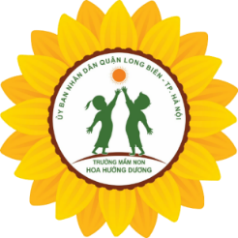 ỦY BAN NHÂN DÂN QUẬN LONG BIÊN - TP. HÀ NỘI
TRƯỜNG MẦM NON
HOA HƯỚNG DƯƠNG